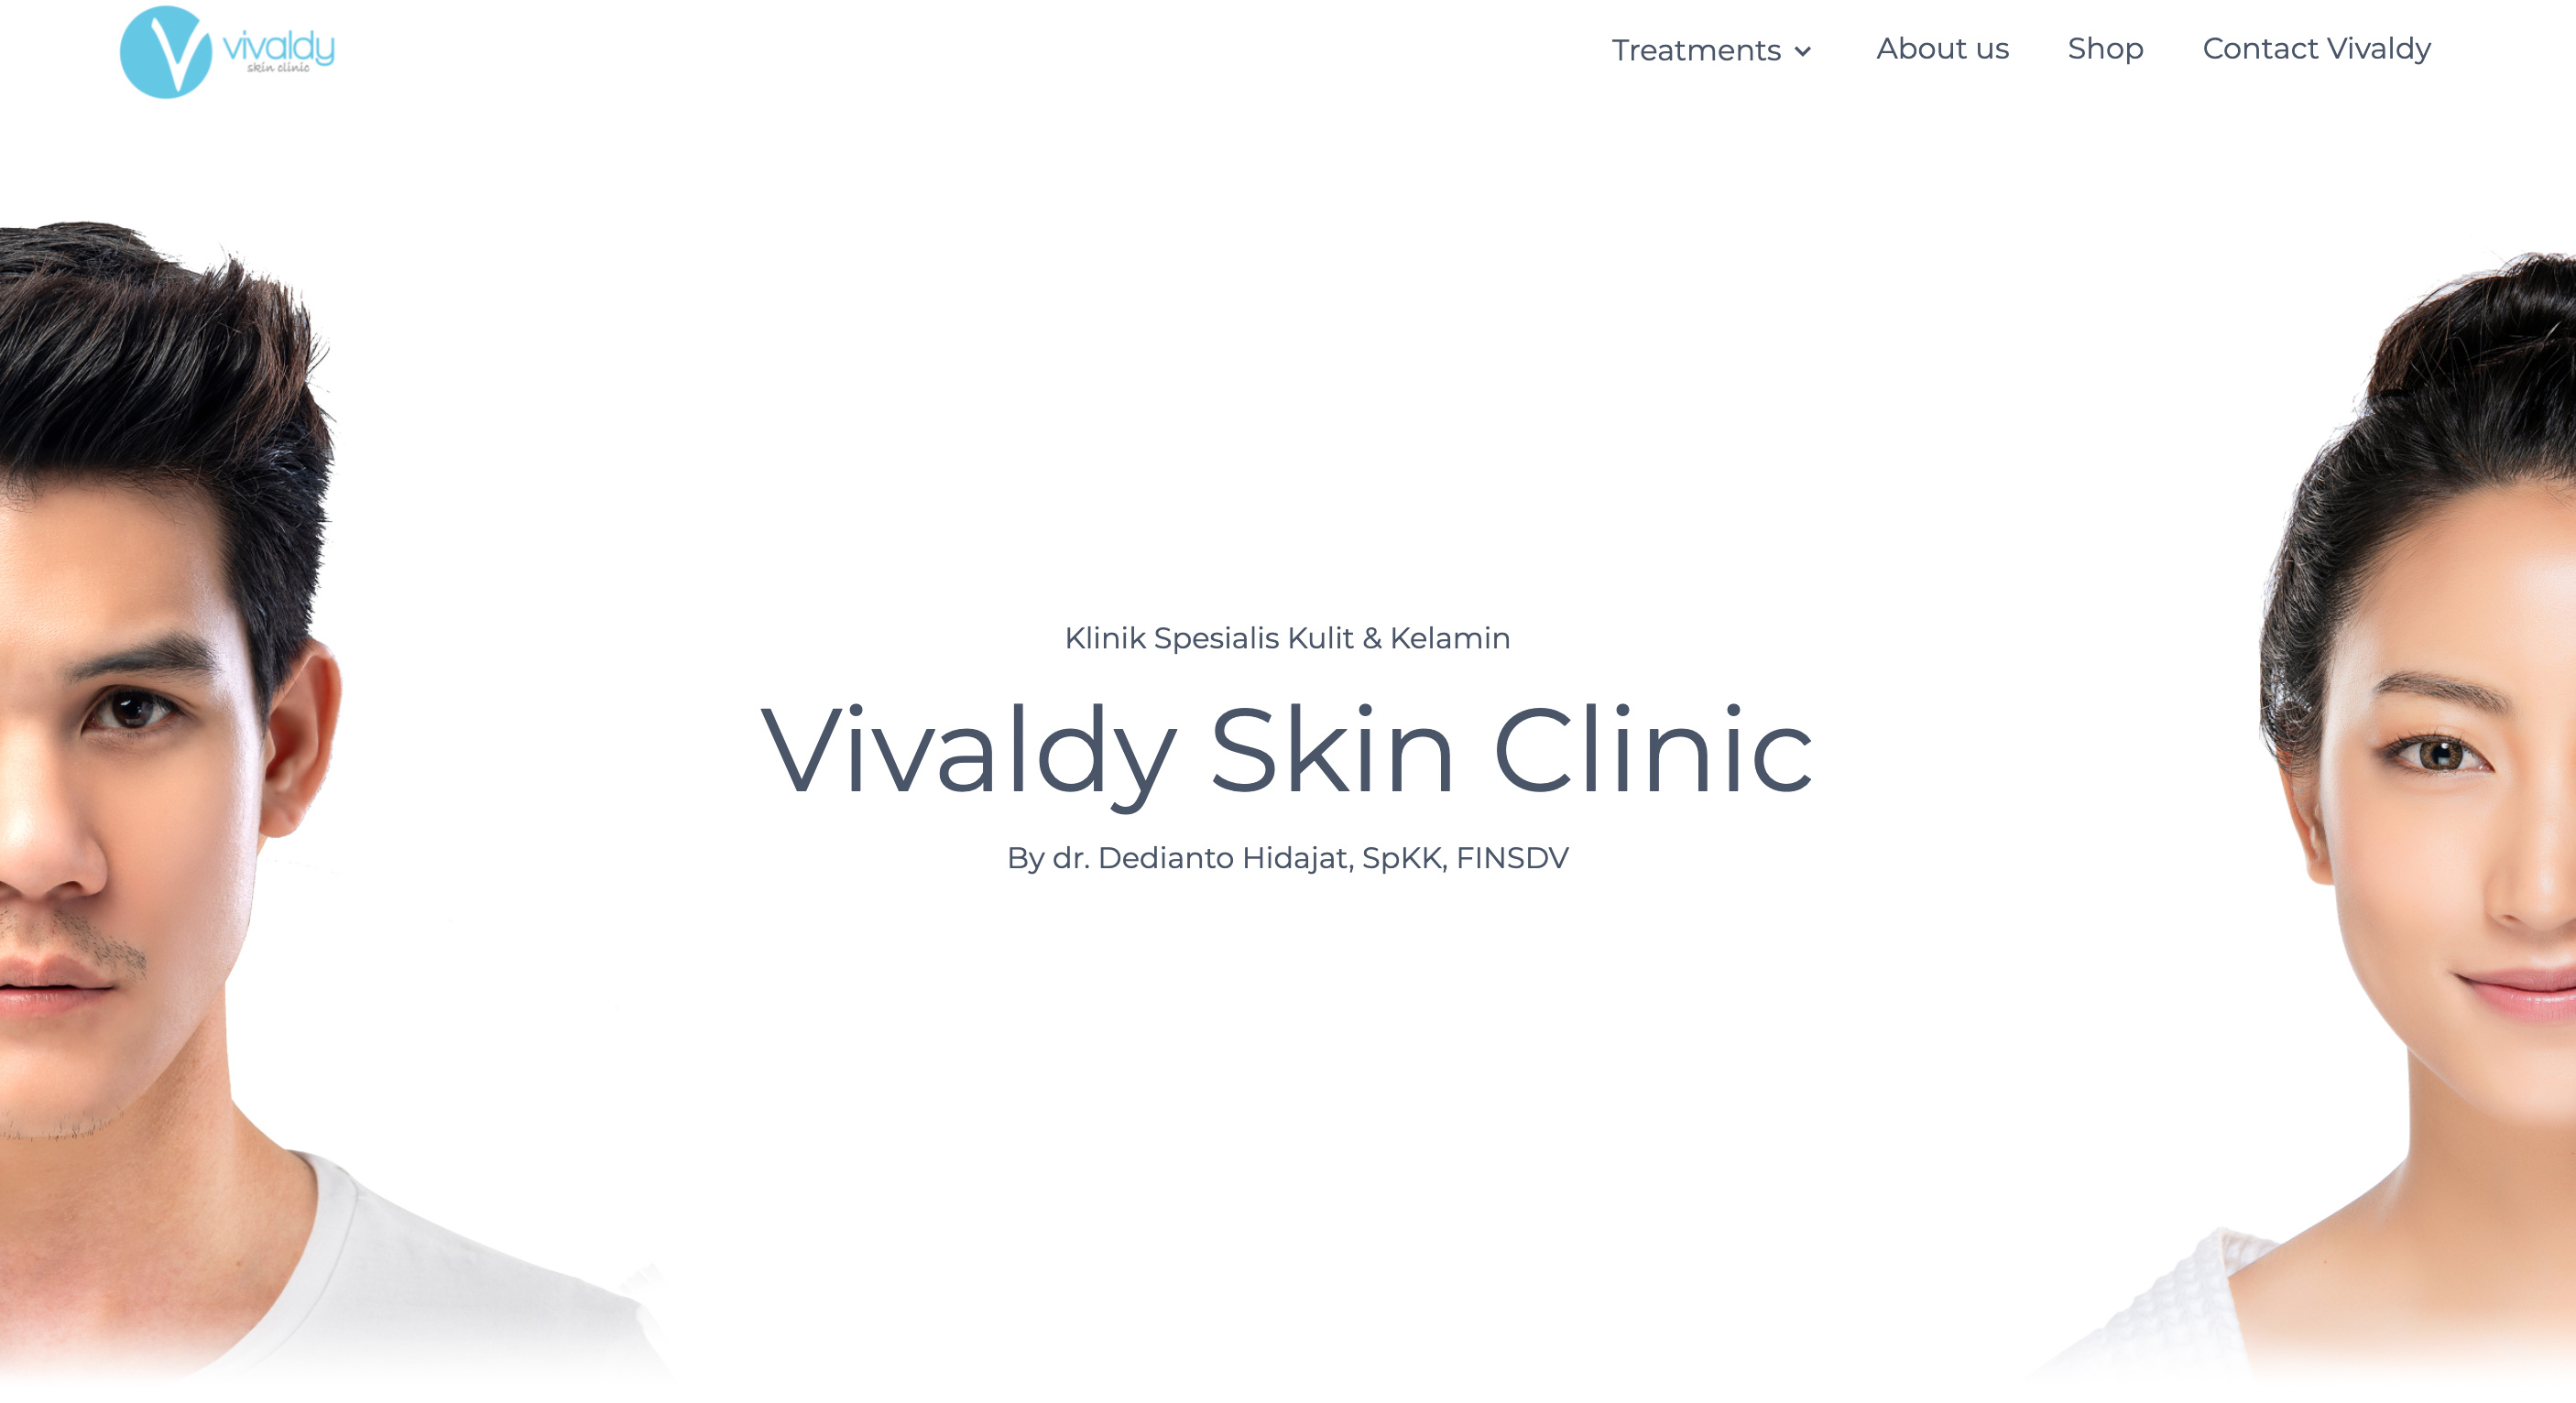 vivaldy
skin clinic
Treatments
About us
Shop
Contact Vivaldy
Klinik Spesialis Kulit & Kelamin
Vivaldy Skin Clinic
By dr. Dedianto Hidajat, SpKK, FINSDV